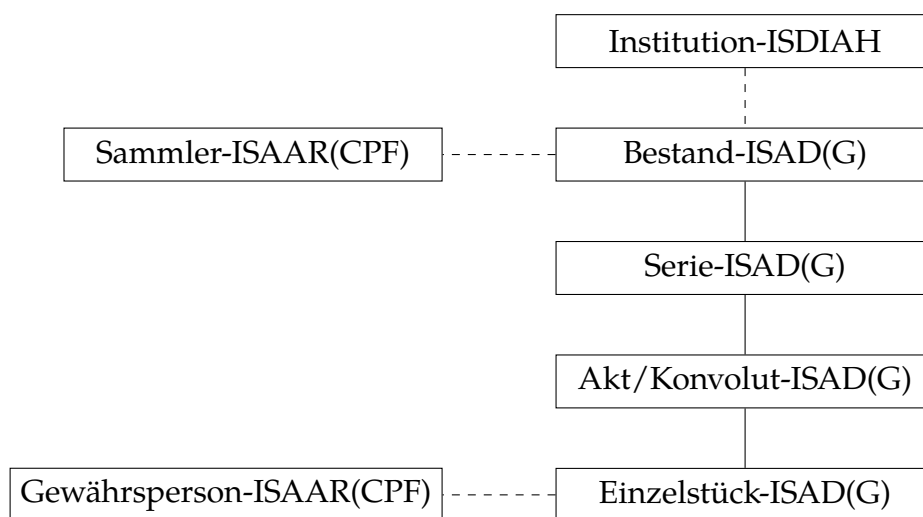 Institution-ISDIAH
Sammler-ISAAR(CPF)
Bestand-ISAD(G)
Serie-ISAD(G)
Akt/Konvolut-ISAD(G)
Gewährsperson-ISAAR(CPF)
Einzelstück-ISAD(G)